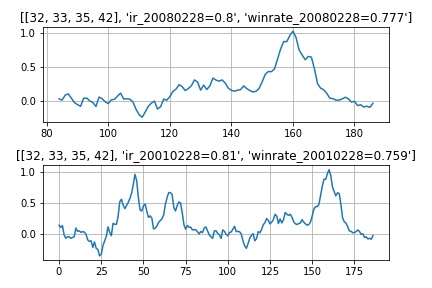 [[32, 33, 35, 42], 'ir_20080228=0.8', 'winrate_20080228=0.777']
1.0
0.5
0.0
80 100 120 140 160 180
[[32, 33, 35, 42], 'ir_20010228=0.81', 'winrate_20010228=0.759']
1.0
0.5
0.0
0 25 50 75 100 125 150 175